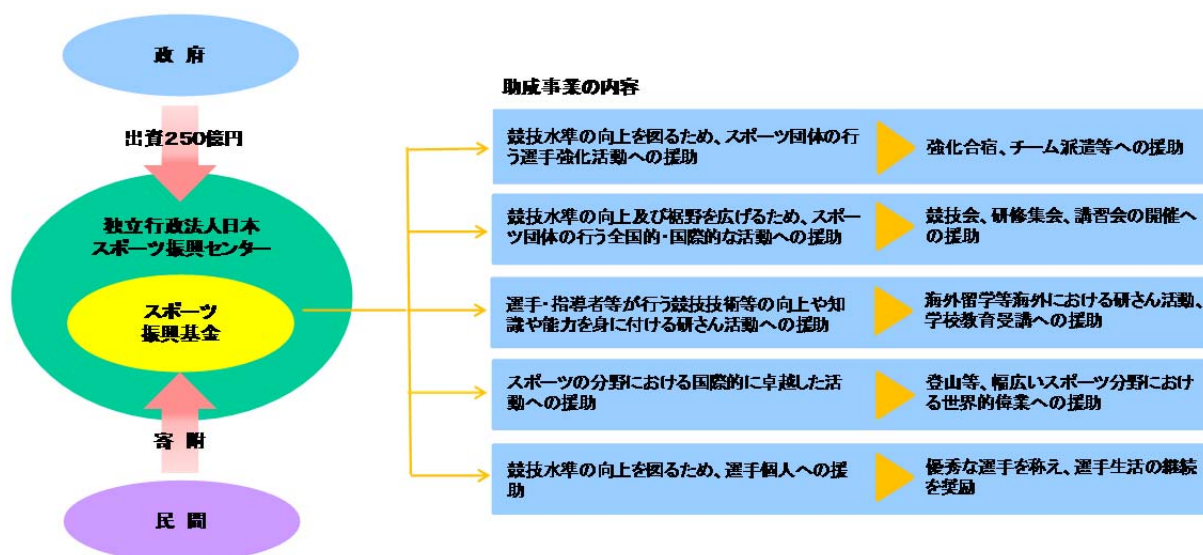 政 府
出資250億円
独立行政法人日本
スポーツ振興センター
スポーツ
振興基金
寄 附
民 間
助成事業の内容
競技水準の向上を図るため、スポーツ団体の行
う選手強化活動への援助
強化合宿、チーム派遣等への援助
競技水準の向上及び裾野を広げるため、スポー
ツ団体の行う全国的・国際的な活動への援助
競技会、研修集会、講習会の開催へ
の援助
選手・指導者等が行う競技技術等の向上や知
識や能力を身に付ける研さん活動への援助
海外留学等海外における研さん活動、
学校教育受講への援助
スポーツの分野における国際的に卓越した活
動への援助
登山等、幅広いスポーツ分野におけ
る世界的偉業への援助
競技水準の向上を図るため、選手個人への援
助
優秀な選手を称え、選手生活の継続
を奨励